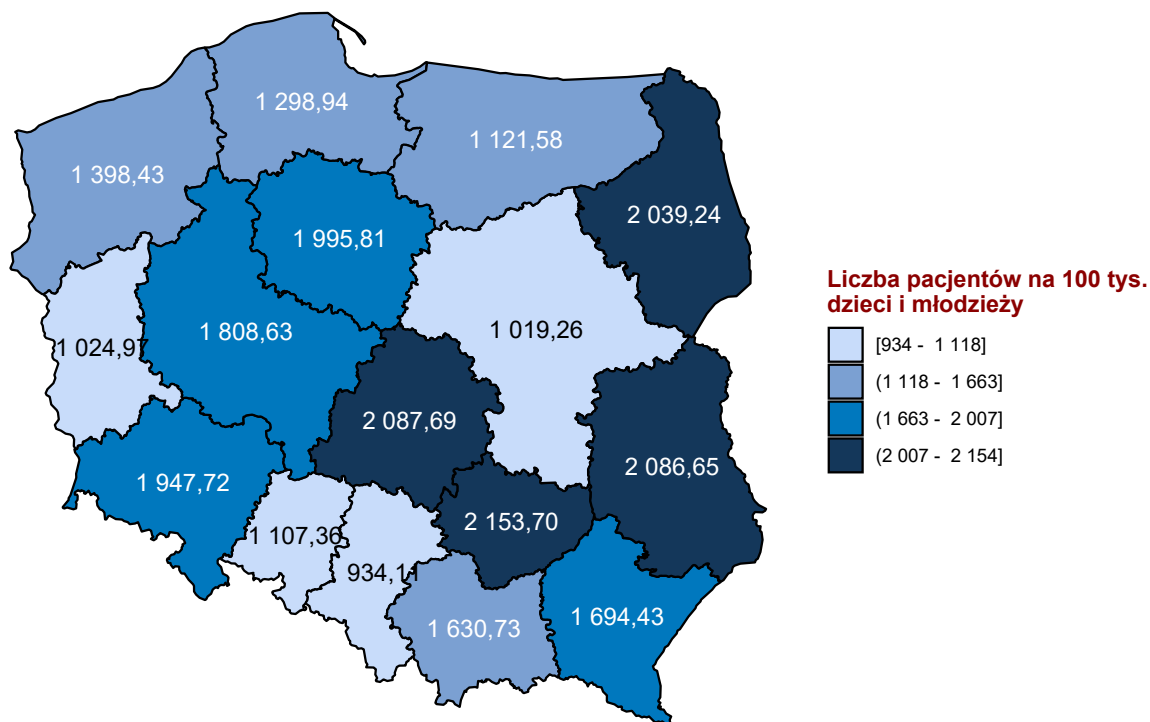 1 298,94
1 121,58
1 398,43
2 039,24
1 995,81
1 808,63
1 019,26
1 024,97
2 087,69
2 086,65
1 947,72
2 153,70
1 107,36
934,11
1 694,43
1 630,73
Liczba pacjentów na 100 tys.
dzieci i młodzieży
[934 - 1 118]
(1 118 - 1 663]
(1 663 - 2 007]
(2 007 - 2 154]